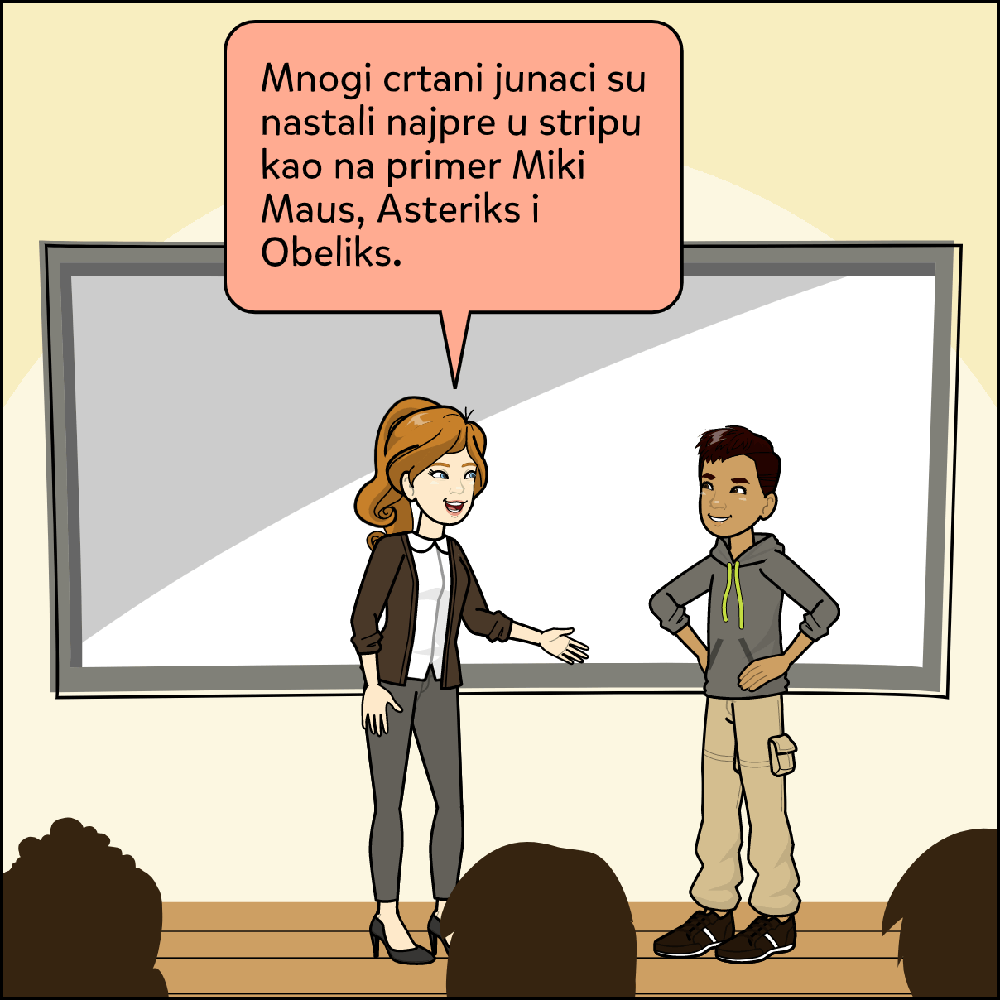 Mnogi crtani junaci su
nastali najpre u stripu
kao na primer Miki
Maus, Asteriks i
Obeliks.